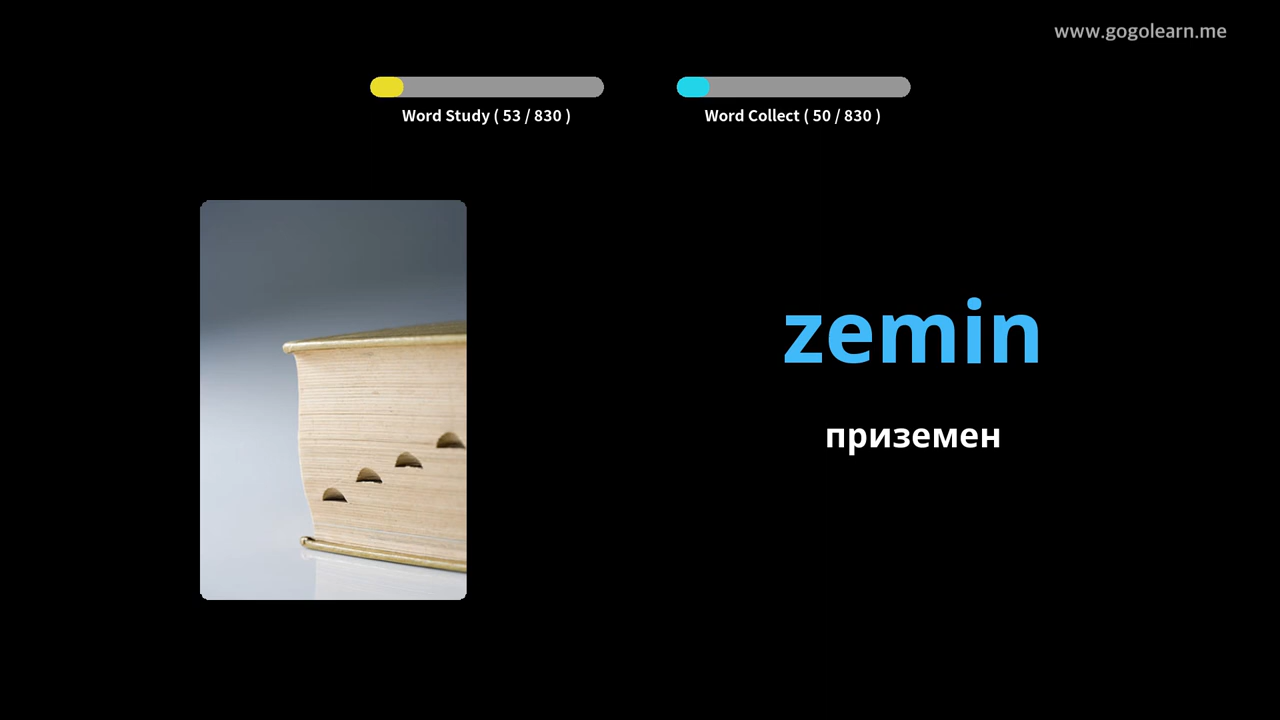 www.gogolearn.me
Word Study ( 53 / 830 )
Word Collect ( 50 / 830 )
zemin
приземен